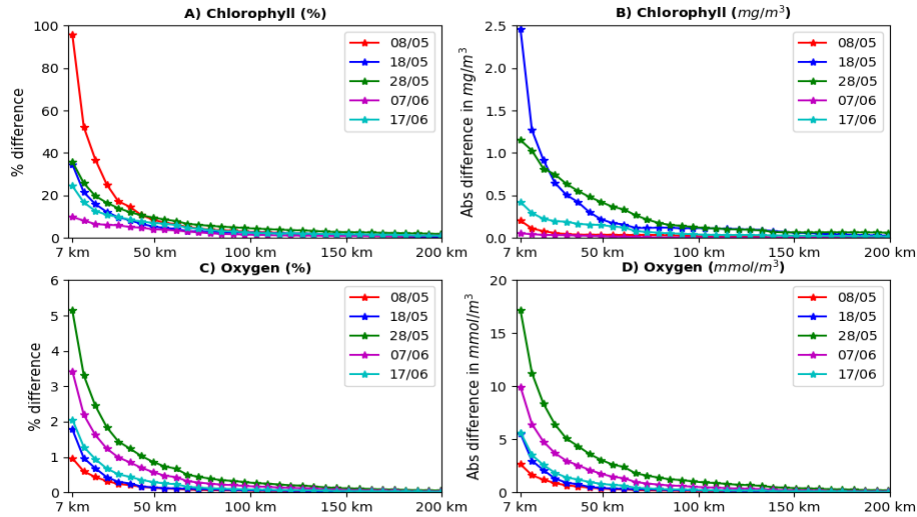 A) Chlorophyll (%)
% difference
100
80
60
40
20
0
7 km
50 km
100 km
150 km
200 km
08/05
18/05
28/05
07/06
17/06
B) Chlorophyll (mg/m³)
Abs difference in mg/m³
2.5
2.0
1.5
1.0
0.5
0.0
7 km
50 km
100 km
150 km
200 km
08/05
18/05
28/05
07/06
17/06
C) Oxygen (%)
% difference
6
5
4
3
2
1
0
7 km
50 km
100 km
150 km
200 km
08/05
18/05
28/05
07/06
17/06
D) Oxygen (mmol/m³)
Abs difference in mmol/m³
20
15
10
5
0
7 km
50 km
100 km
150 km
200 km
08/05
18/05
28/05
07/06
17/06